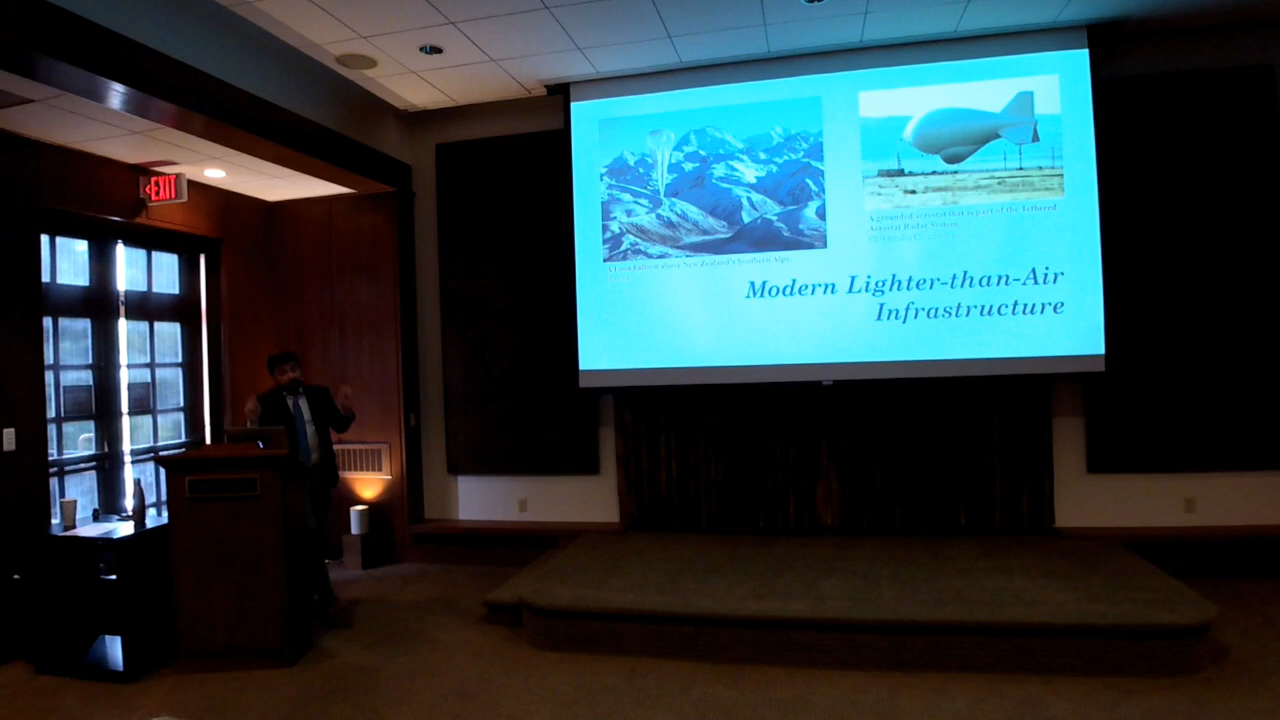 EXIT
A Loon balloon above New Zealand's Southern Alps.
A grounded aerostat that is part of the Tethered
Aerostat Radar System.
Modern Lighter-than-Air
Infrastructure